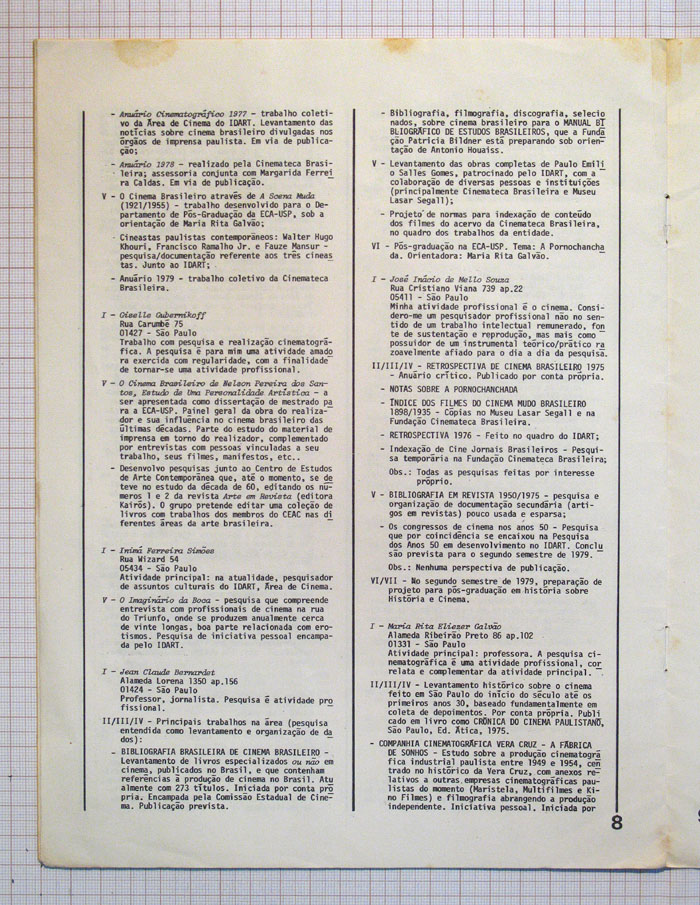 - Anuário Cinematográfico 1977 - trabalho coleti-
vo da Área de Cinema do IDART. Levantamento das
notícias sobre cinema brasileiro divulgadas nos
órgãos de imprensa paulista. Em via de publica-
ção;
- Anuário 1978 - realizado pela Cinemateca Brasi-
leira; assessoria conjunta com Margarida Ferrei
ra Caldas. Em via de publicação.
V - O Cinema Brasileiro através de A Scena Muda
(1921/1955) - trabalho desenvolvido para o De-
partamento de Pós-Graduação da ECA-USP, sob a
orientação de Maria Rita Galvão;
- Cineastas paulistas contemporâneos: Walter Hugo
Khouri, Francisco Ramalho Jr. e Fauze Mansur -
pesquisa/documentação referente aos três cineas
tas. Junto ao IDART;
- Anuário 1979 - trabalho coletivo da Cinemateca
Brasileira.
I - Giselle Gubernikoff
Rua Carumbé 75
01427 - São Paulo
Trabalho com pesquisa e realização cinematográ-
fica. A pesquisa é para mim uma atividade amado
ra exercida com regularidade, com a finalidade
de tornar-se uma atividade profissional.
V - O Cinema Brasileiro de Nelson Pereira dos San-
tos, Estudo de Uma Personalidade Artística - a
ser apresentada como dissertação de mestrado pa
ra a ECA-USP. Painel geral da obra do realiza-
dor e sua influência no cinema brasileiro das
últimas décadas. Parte do estudo do material de
imprensa em torno do realizador, complementado
por entrevistas com pessoas vinculadas a seu
trabalho, seus filmes, manifestos, etc..
- Desenvolvo pesquisas junto ao Centro de Estudos
de Arte Contemporânea que, até o momento, se de
teve no estudo da década de 60, editando os nú-
meros 1 e 2 da revista Arte em Revista (editora
Kairós). O grupo pretende editar uma coleção de
livros com trabalhos dos membros do CEAC nas di
ferentes áreas da arte brasileira.
I - Inimá Ferreira Simões
Rua Wizard 54
05434 - São Paulo
Atividade principal: na atualidade, pesquisador
de assuntos culturais do IDART, Área de Cinema.
V - O Imaginário da Boca - pesquisa que compreende
entrevista com profissionais de cinema na rua
do Triunfo, onde se produzem anualmente cerca
de vinte longas, boa parte relacionada com ero-
tismos. Pesquisa de iniciativa pessoal encampa-
da pelo IDART.
I - Jean Claude Bernardet
Alameda Lorena 1350 ap.156
01424 - São Paulo
Professor, jornalista. Pesquisa é atividade pro
fissional.
II/III/IV - Principais trabalhos na área (pesquisa
entendida como levantamento e organização de da
dos):
- BIBLIOGRAFIA BRASILEIRA DE CINEMA BRASILEIRO -
Levantamento de livros especializados ou não em
cinema, publicados no Brasil, e que contenham
referências à produção de cinema no Brasil. Atu
almente com 273 títulos. Iniciada por conta pró
pria. Encampada pela Comissão Estadual de Cine-
ma. Publicação prevista.
- Bibliografia, filmografia, discografia, selecio
nados, sobre cinema brasileiro para o MANUAL BI
BLIOGRÁFICO DE ESTUDOS BRASILEIROS, que a Funda
ção Patricia Bildner está preparando sob orien-
tação de Antonio Houaiss.
V - Levantamento das obras completas de Paulo Emíli
o Salles Gomes, patrocinado pelo IDART, com a
colaboração de diversas pessoas e instituições
(principalmente Cinemateca Brasileira e Museu
Lasar Segall);
- Projeto de normas para indexação de conteúdo
dos filmes do acervo da Cinemateca Brasileira,
no quadro dos trabalhos da entidade.
VI - Pós-graduação na ECA-USP. Tema: A Pornochancha
da. Orientadora: Maria Rita Galvão.
I - José Inácio de Mello Souza
Rua Cristiano Viana 739 ap.22
05411 - São Paulo
Minha atividade profissional é o cinema. Consi-
dero-me um pesquisador profissional não no sen-
tido de um trabalho intelectual remunerado, fon
te de sustentação e reprodução, mas mais como
possuidor de um instrumental teórico/prático ra
zoavelmente afiado para o dia a dia da pesquisa.
II/III/IV - RETROSPECTIVA DE CINEMA BRASILEIRO 1975
- Anuário crítico. Publicado por conta própria.
- NOTAS SOBRE A PORNOCHANCHADA
- ÍNDICE DOS FILMES DO CINEMA MUDO BRASILEIRO
1898/1935 - Cópias no Museu Lasar Segall e na
Fundação Cinemateca Brasileira.
- RETROSPECTIVA 1976 - Feito no quadro do IDART;
- Indexação de Cine Jornais Brasileiros - Pesqui-
sa temporária na Fundação Cinemateca Brasileira;
Obs.: Todas as pesquisas feitas por interesse
próprio.
V - BIBLIOGRAFIA EM REVISTA 1950/1975 - pesquisa e
organização de documentação secundária (arti-
gos em revistas) pouco usada e esparsa;
- Os congressos de cinema nos anos 50 - Pesquisa
que por coincidência se encaixou na Pesquisa
dos Anos 50 em desenvolvimento no IDART. Conclu
são prevista para o segundo semestre de 1979.
Obs.: Nenhuma perspectiva de publicação.
VI/VII - No segundo semestre de 1979, preparação de
projeto para pós-graduação em história sobre
História e Cinema.
I - Maria Rita Eliezer Galvão
Alameda Ribeirão Preto 86 ap.102
01331 - São Paulo
Atividade principal: professora. A pesquisa ci-
nematográfica é uma atividade profissional, cor
relata e complementar da atividade principal.
II/III/IV - Levantamento histórico sobre o cinema
feito em São Paulo do início do século até os
primeiros anos 30, baseado fundamentalmente em
coleta de depoimentos. Por conta própria. Publi
cado em livro como CRÔNICA DO CINEMA PAULISTANO,
São Paulo, Ed. Ática, 1975.
- COMPANHIA CINEMATOGRÁFICA VERA CRUZ - A FÁBRICA
DE SONHOS - Estudo sobre a produção cinematográ
fica industrial paulista entre 1949 e 1954, cen
trado no histórico da Vera Cruz, com anexos re-
lativos a outras empresas cinematográficas pau-
listas do momento (Maristela, Multifilmes e Ki-
no Filmes) e filmografia abrangendo a produção
independente. Iniciativa pessoal. Iniciada por
8